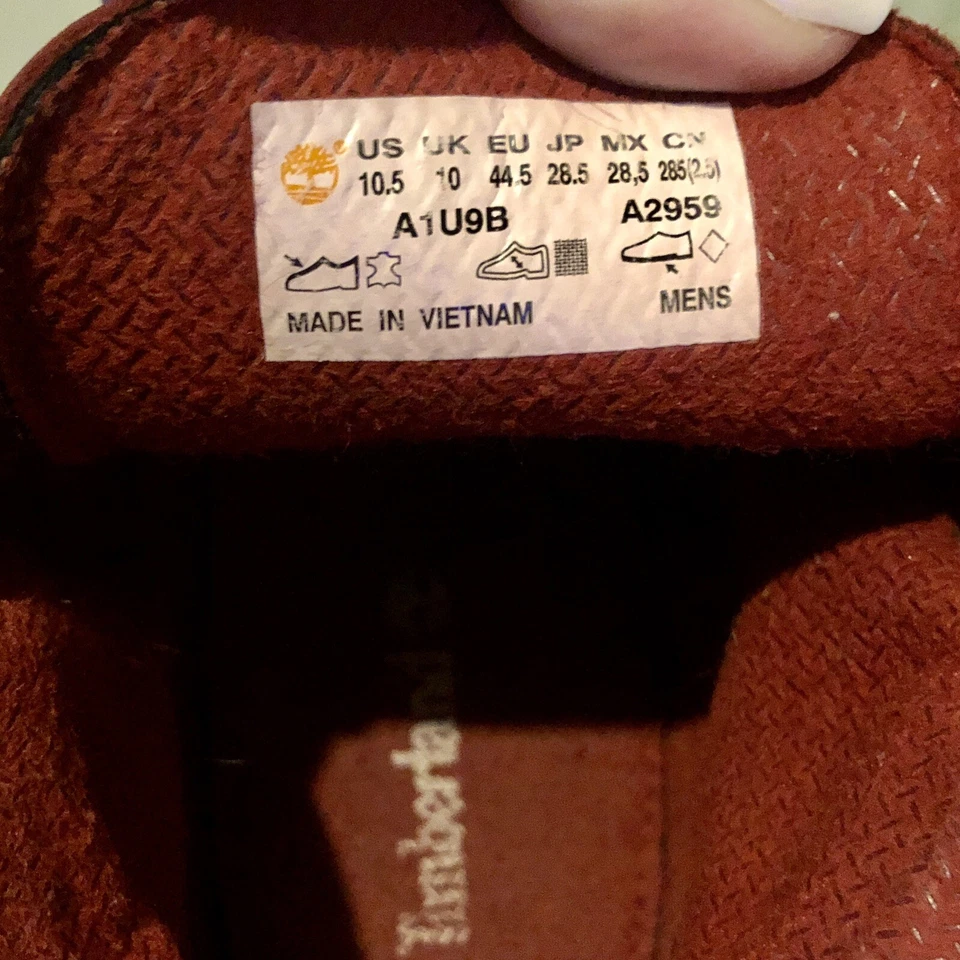 US UK EU JP MX CN
10.5 10 44.5 28.5 28,5 285(2.5)
A1U9B A2959
MADE IN VIETNAM MENS
Timberland